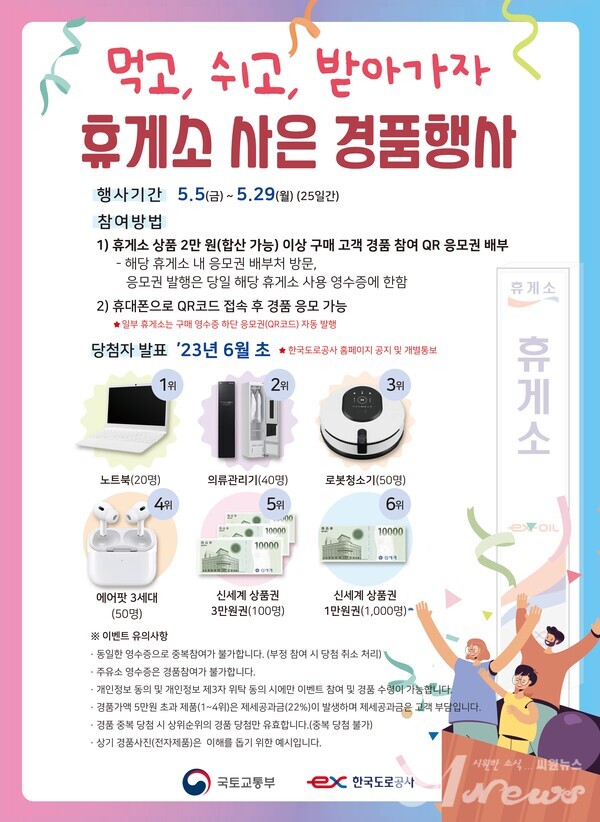 먹고, 쉬고, 받아가자
휴게소 사은 경품행사
행사기간 5.5(금) ~ 5.29(월) (25일간)
참여방법
1) 휴게소 상품 2만 원(합산 가능) 이상 구매 고객 경품 참여 QR 응모권 배부
- 해당 휴게소 내 응모권 배부처 방문,
응모권 발행은 당일 해당 휴게소 사용 영수증에 한함
2) 휴대폰으로 QR코드 접속 후 경품 응모 가능
★일부 휴게소는 구매 영수증 하단 응모권(QR코드) 자동 발행
당첨자 발표 '23년 6월 초 ★ 한국도로공사 홈페이지 공지 및 개별통보
휴게소
휴게소
ex OIL
1위
2위
3위
노트북(20명)
의류관리기(40명)
로봇청소기(50명)
4위
5위
6위
10000
10000
10000
10000
에어팟 3세대
(50명)
신세계 상품권
3만원권(100명)
신세계 상품권
1만원권(1,000명)
※ 이벤트 유의사항
· 동일한 영수증으로 중복참여가 불가합니다. (부정 참여 시 당첨 취소 처리)
· 주유소 영수증은 경품참여가 불가합니다.
· 개인정보 동의 및 개인정보 제3자 위탁 동의 시에만 이벤트 참여 및 경품 수령이 가능합니다.
· 경품가액 5만원 초과 제품(1~4위)은 제세공과금(22%)이 발생하며 제세공과금은 고객 부담입니다.
· 경품 중복 당첨 시 상위순위의 경품 당첨만 유효합니다.(중복 당첨 불가)
· 상기 경품사진(전자제품)은 이해를 돕기 위한 예시입니다.
국토교통부
ex 한국도로공사
시원한 소식... 씨원뉴스
News